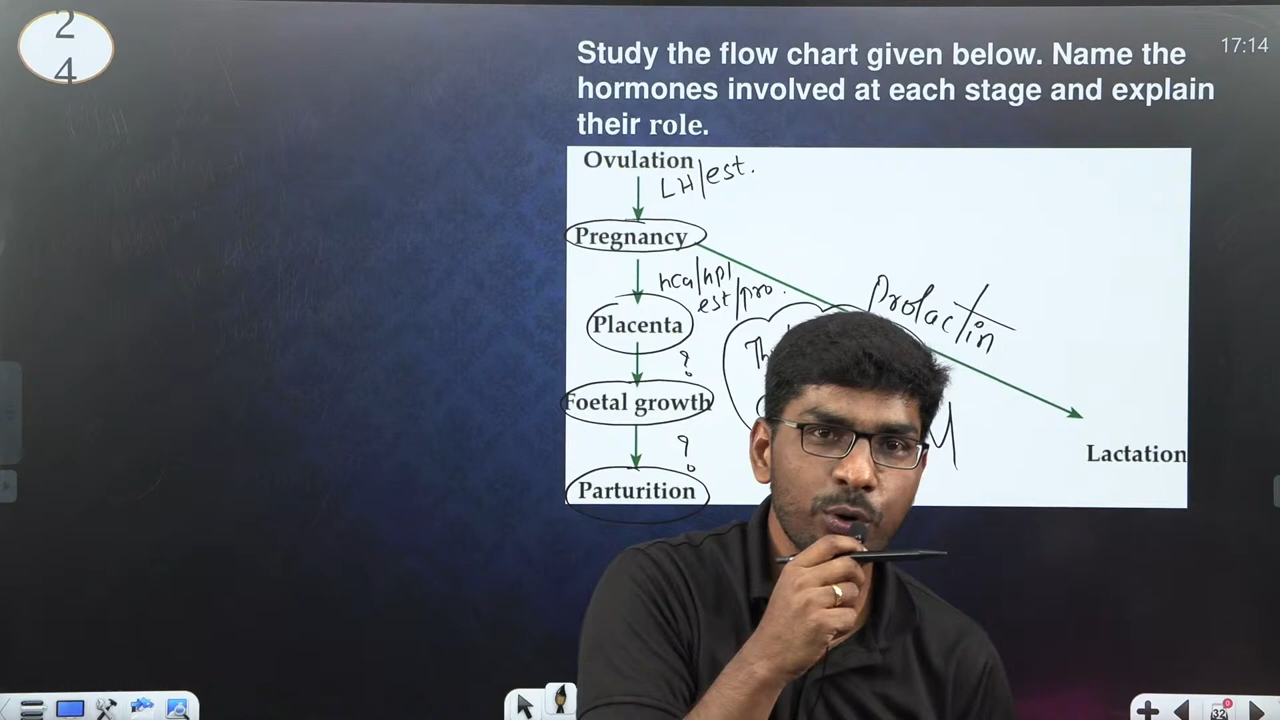 2
4
Study the flow chart given below. Name the
hormones involved at each stage and explain
their role.
17:14
Ovulation
LH/est.
Pregnancy
hCG/hpl
est/pro.
Placenta
Prolactin
?
Foetal growth
?
Lactation
Parturition
32